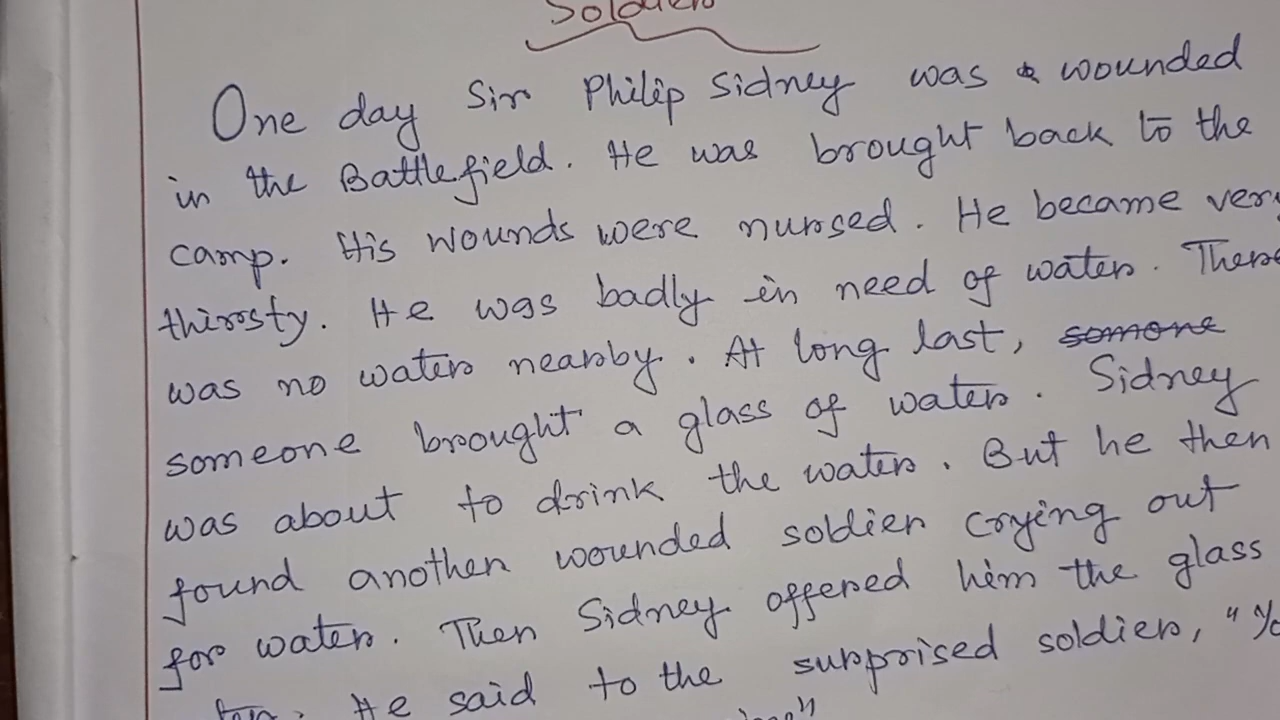 Soldier
One day Sir Philip Sidney was wounded
in the Battlefield. He was brought back to the
camp. His wounds were nursed. He became very
thirsty. He was badly in need of water. There
was no water nearby. At long last, somone
someone brought a glass of water. Sidney
was about to drink the water. But he then
found another wounded soldier crying out
for water. Then Sidney offered him the glass
He said to the surprised soldier, "